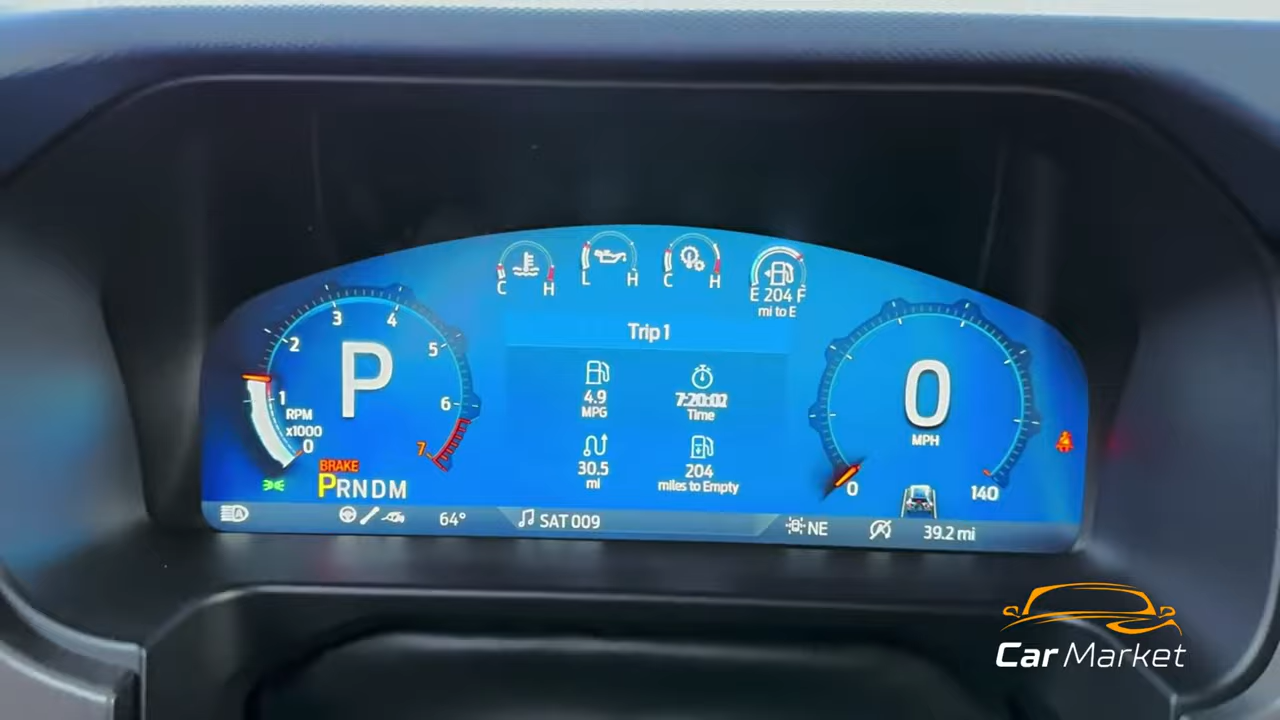 C H
L H
C H
E 204 F
mi to E
Trip 1
4.9
MPG
7:20:02
Time
30.5
mi
204
miles to Empty
P
0 1 2 3 4 5 6 7
RPM
x1000
BRAKE
PRNDM
0
MPH
0 140
A
64°
SAT 009
NE
A
39.2 mi
Car Market